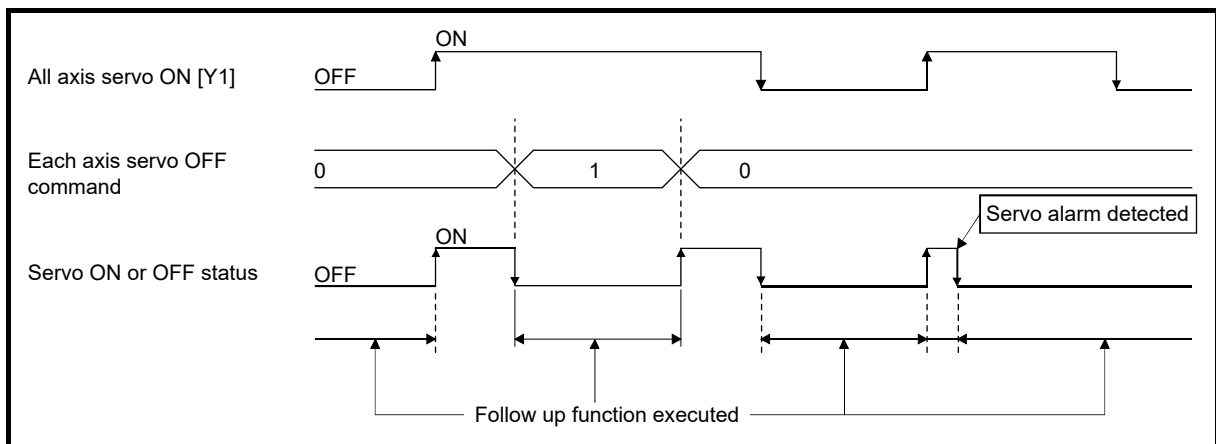 ON
All axis servo ON [Y1]
OFF
Each axis servo OFF
command
0
1
0
Servo alarm detected
ON
Servo ON or OFF status
OFF
Follow up function executed